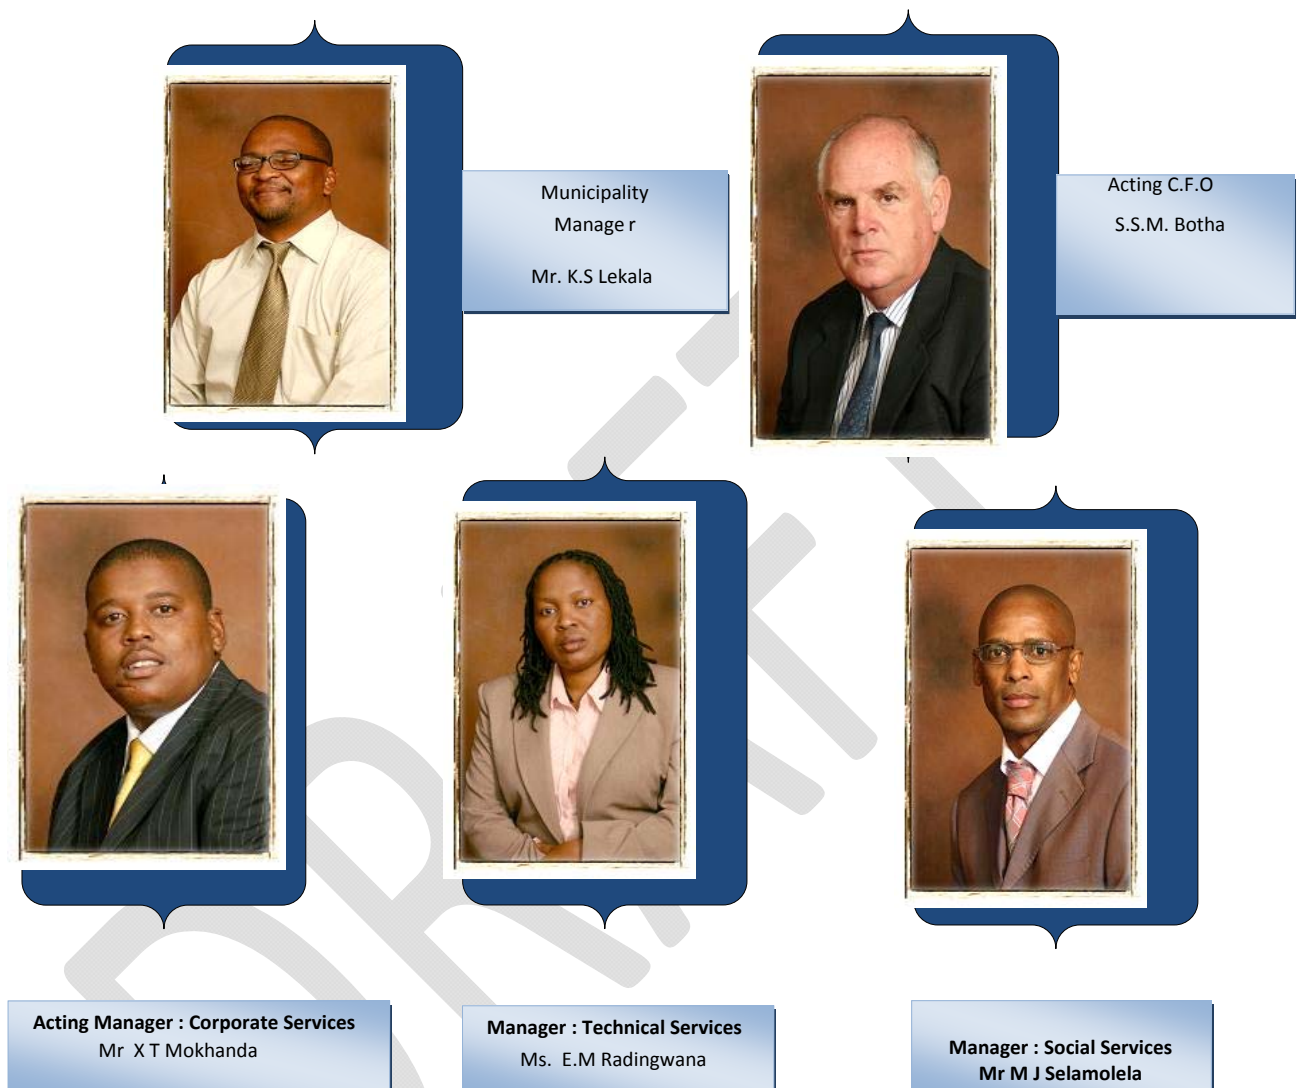 Municipality
Manage r
Mr. K.S Lekala
Acting C.F.O
S.S.M. Botha
DRAFT
Acting Manager : Corporate Services
Mr X T Mokhanda
Manager : Technical Services
Ms. E.M Radingwana
Manager : Social Services
Mr M J Selamolela